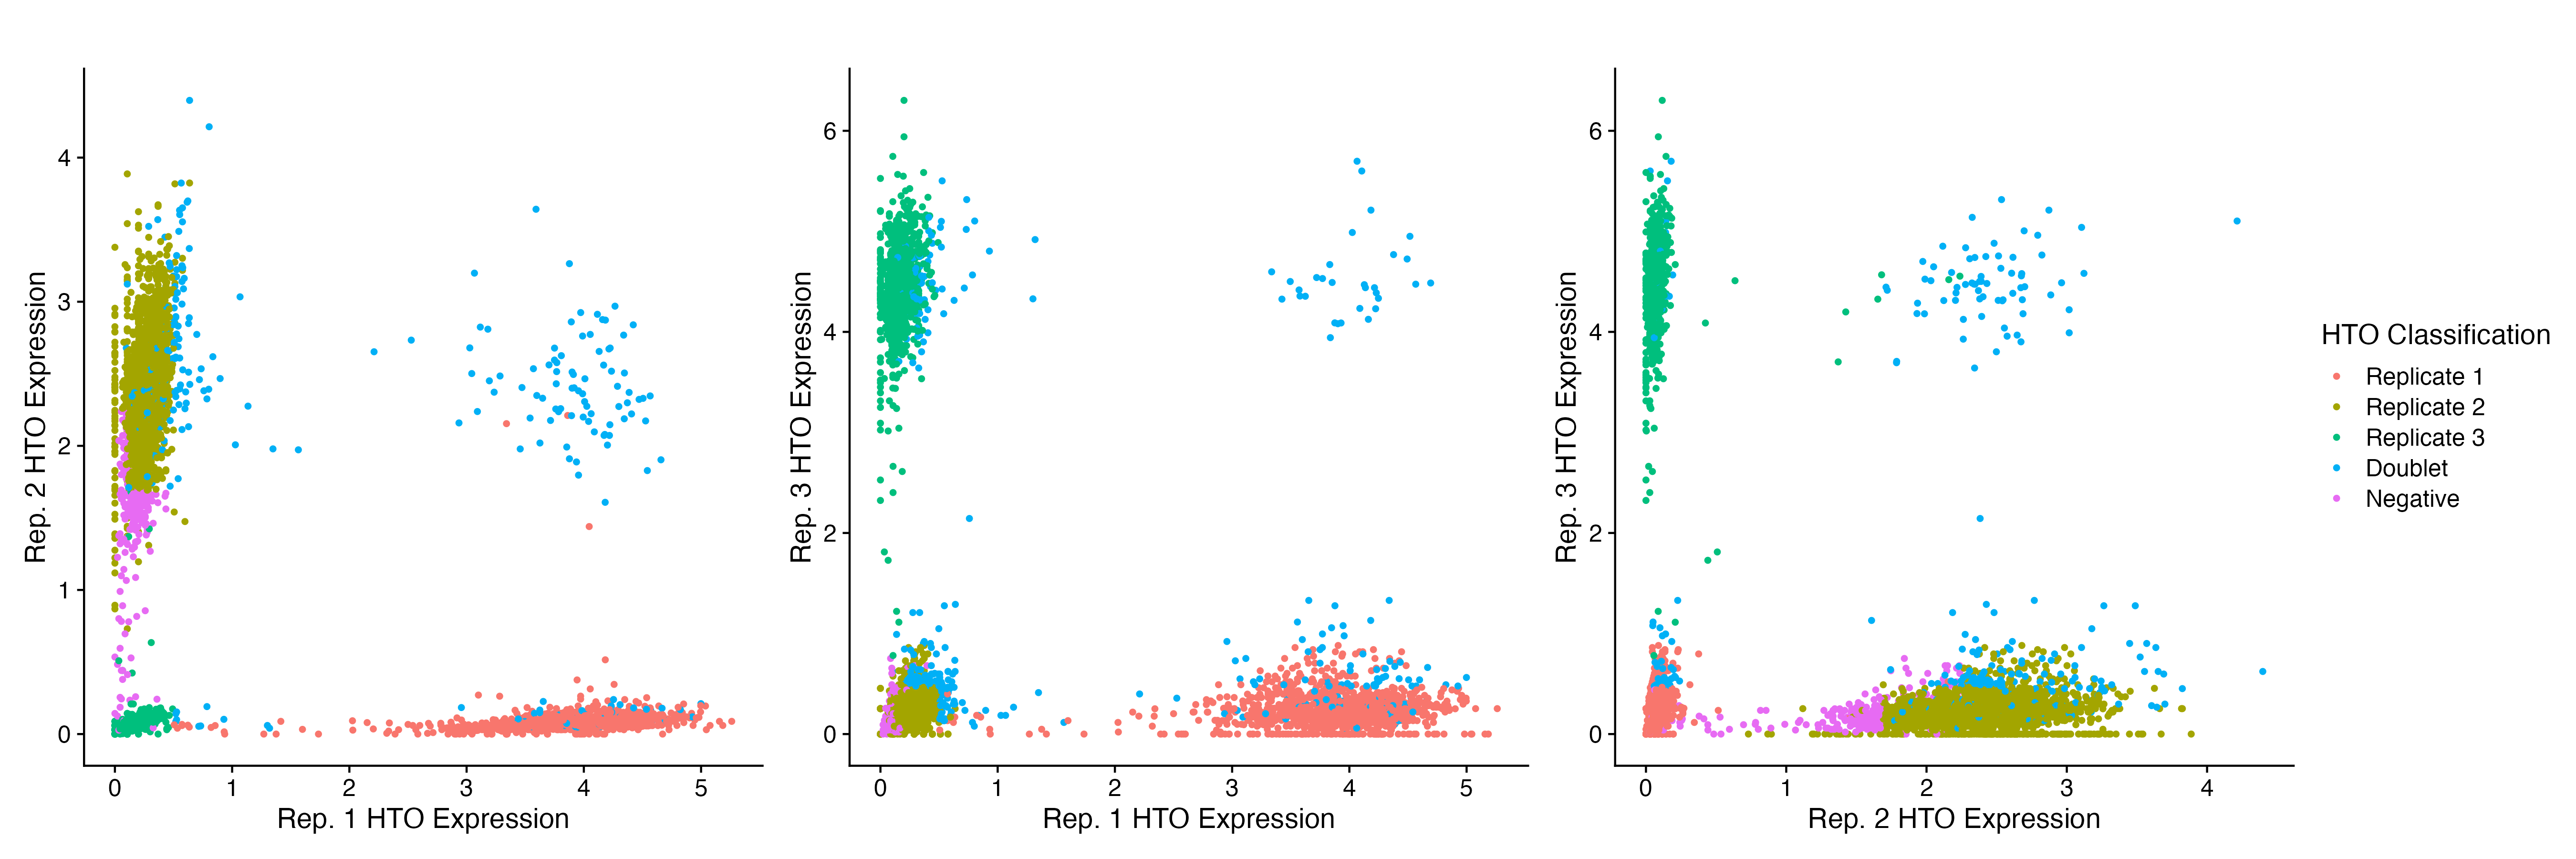 Rep. 2 HTO Expression
4
3
2
1
0
0 1 2 3 4 5
Rep. 1 HTO Expression
Rep. 3 HTO Expression
6
4
2
0
0 1 2 3 4 5
Rep. 1 HTO Expression
Rep. 3 HTO Expression
6
4
2
0
0 1 2 3 4
Rep. 2 HTO Expression
HTO Classification
Replicate 1
Replicate 2
Replicate 3
Doublet
Negative